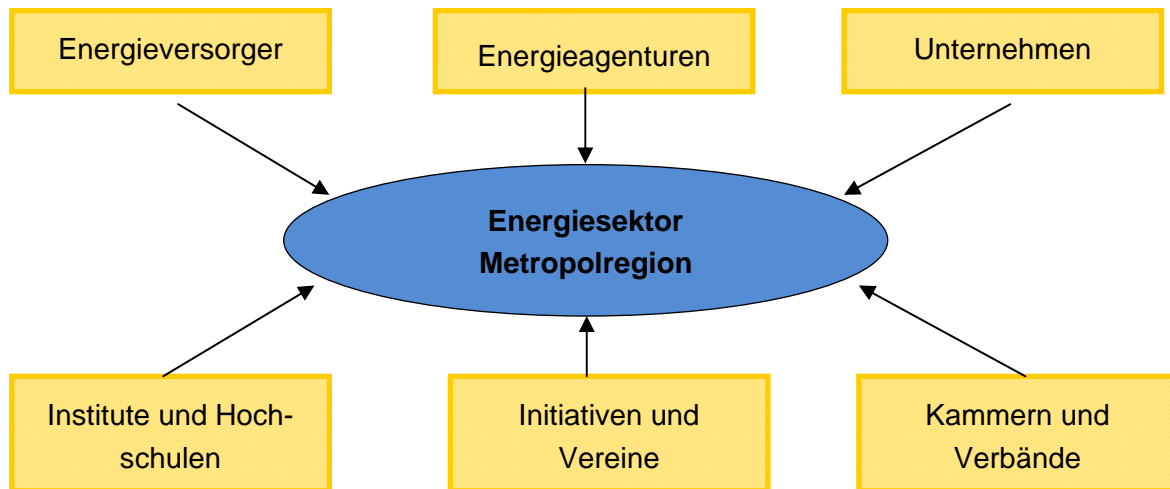 Energieversorger
Energieagenturen
Unternehmen
Energiesektor
Metropolregion
Institute und Hoch-
schulen
Initiativen und
Vereine
Kammern und
Verbände